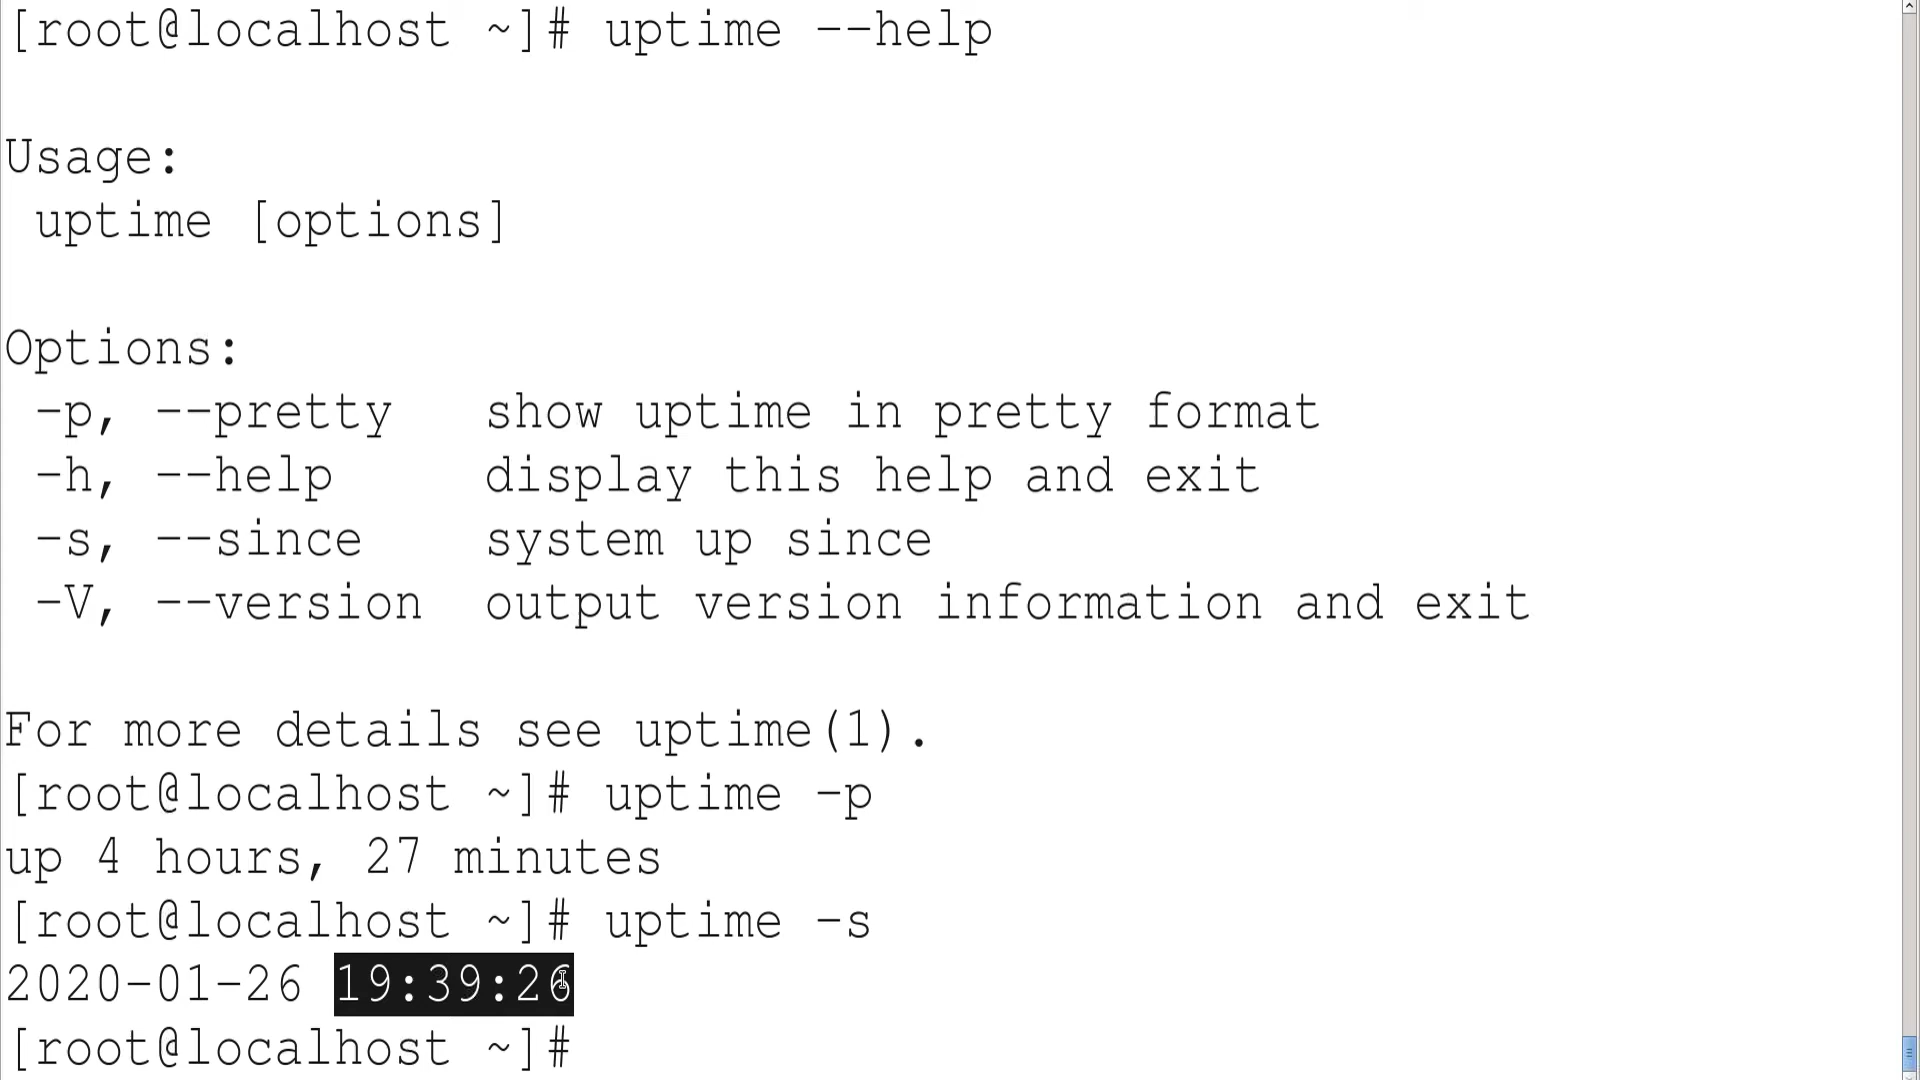 [root@localhost ~]# uptime --help
Usage:
 uptime [options]
Options:
 -p, --pretty   show uptime in pretty format
 -h, --help     display this help and exit
 -s, --since    system up since
 -V, --version  output version information and exit
For more details see uptime(1).
[root@localhost ~]# uptime -p
up 4 hours, 27 minutes
[root@localhost ~]# uptime -s
2020-01-26 19:39:26
[root@localhost ~]#